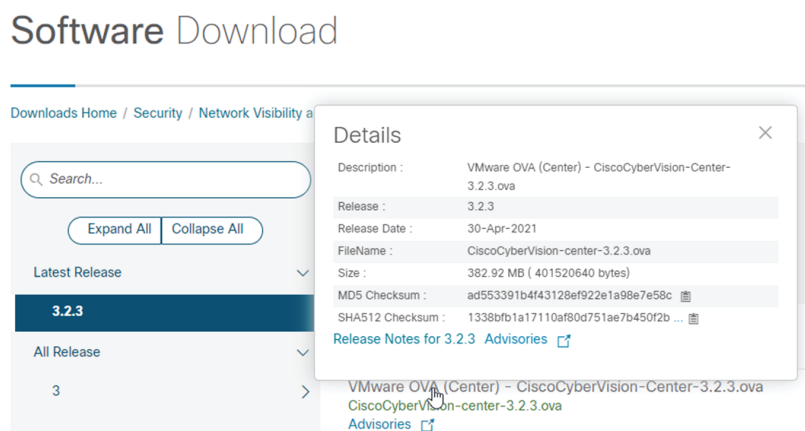 Software Download
Downloads Home / Security / Network Visibility a
Search...
Expand All
Collapse All
Latest Release
3.2.3
All Release
3
Details
Description :
VMware OVA (Center) - CiscoCyberVision-Center-
3.2.3.ova
Release :
3.2.3
Release Date :
30-Apr-2021
FileName :
CiscoCyberVision-center-3.2.3.ova
Size :
382.92 MB ( 401520640 bytes)
MD5 Checksum :
ad553391b4f43128ef922e1a98e7e58c
SHA512 Checksum :
1338bfb1a17110af80d751ae7b450f2b ...
Release Notes for 3.2.3 Advisories
VMware OVA (Center) - CiscoCyberVision-Center-3.2.3.ova
CiscoCyberVision-center-3.2.3.ova
Advisories